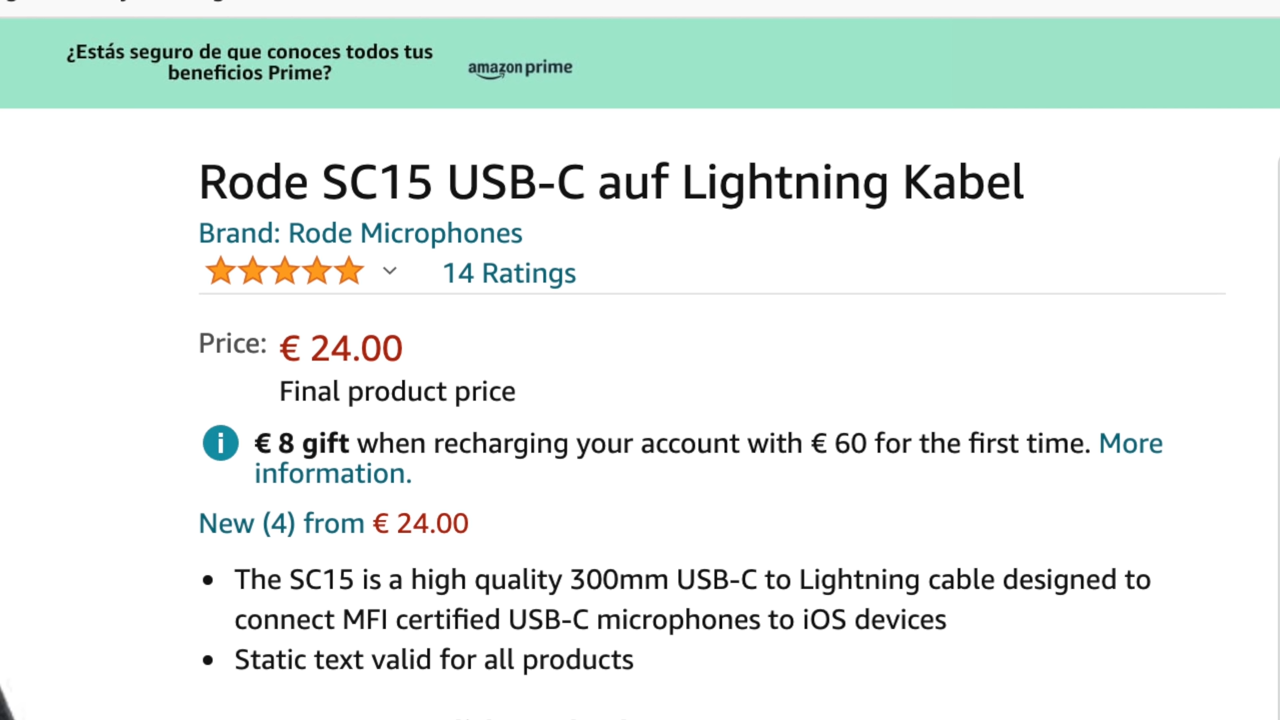 ¿Estás seguro de que conoces todos tus
beneficios Prime?
amazon prime
Rode SC15 USB-C auf Lightning Kabel
Brand: Rode Microphones
14 Ratings
Price: € 24.00
Final product price
i € 8 gift when recharging your account with € 60 for the first time. More
information.
New (4) from € 24.00
• The SC15 is a high quality 300mm USB-C to Lightning cable designed to
connect MFI certified USB-C microphones to iOS devices
• Static text valid for all products